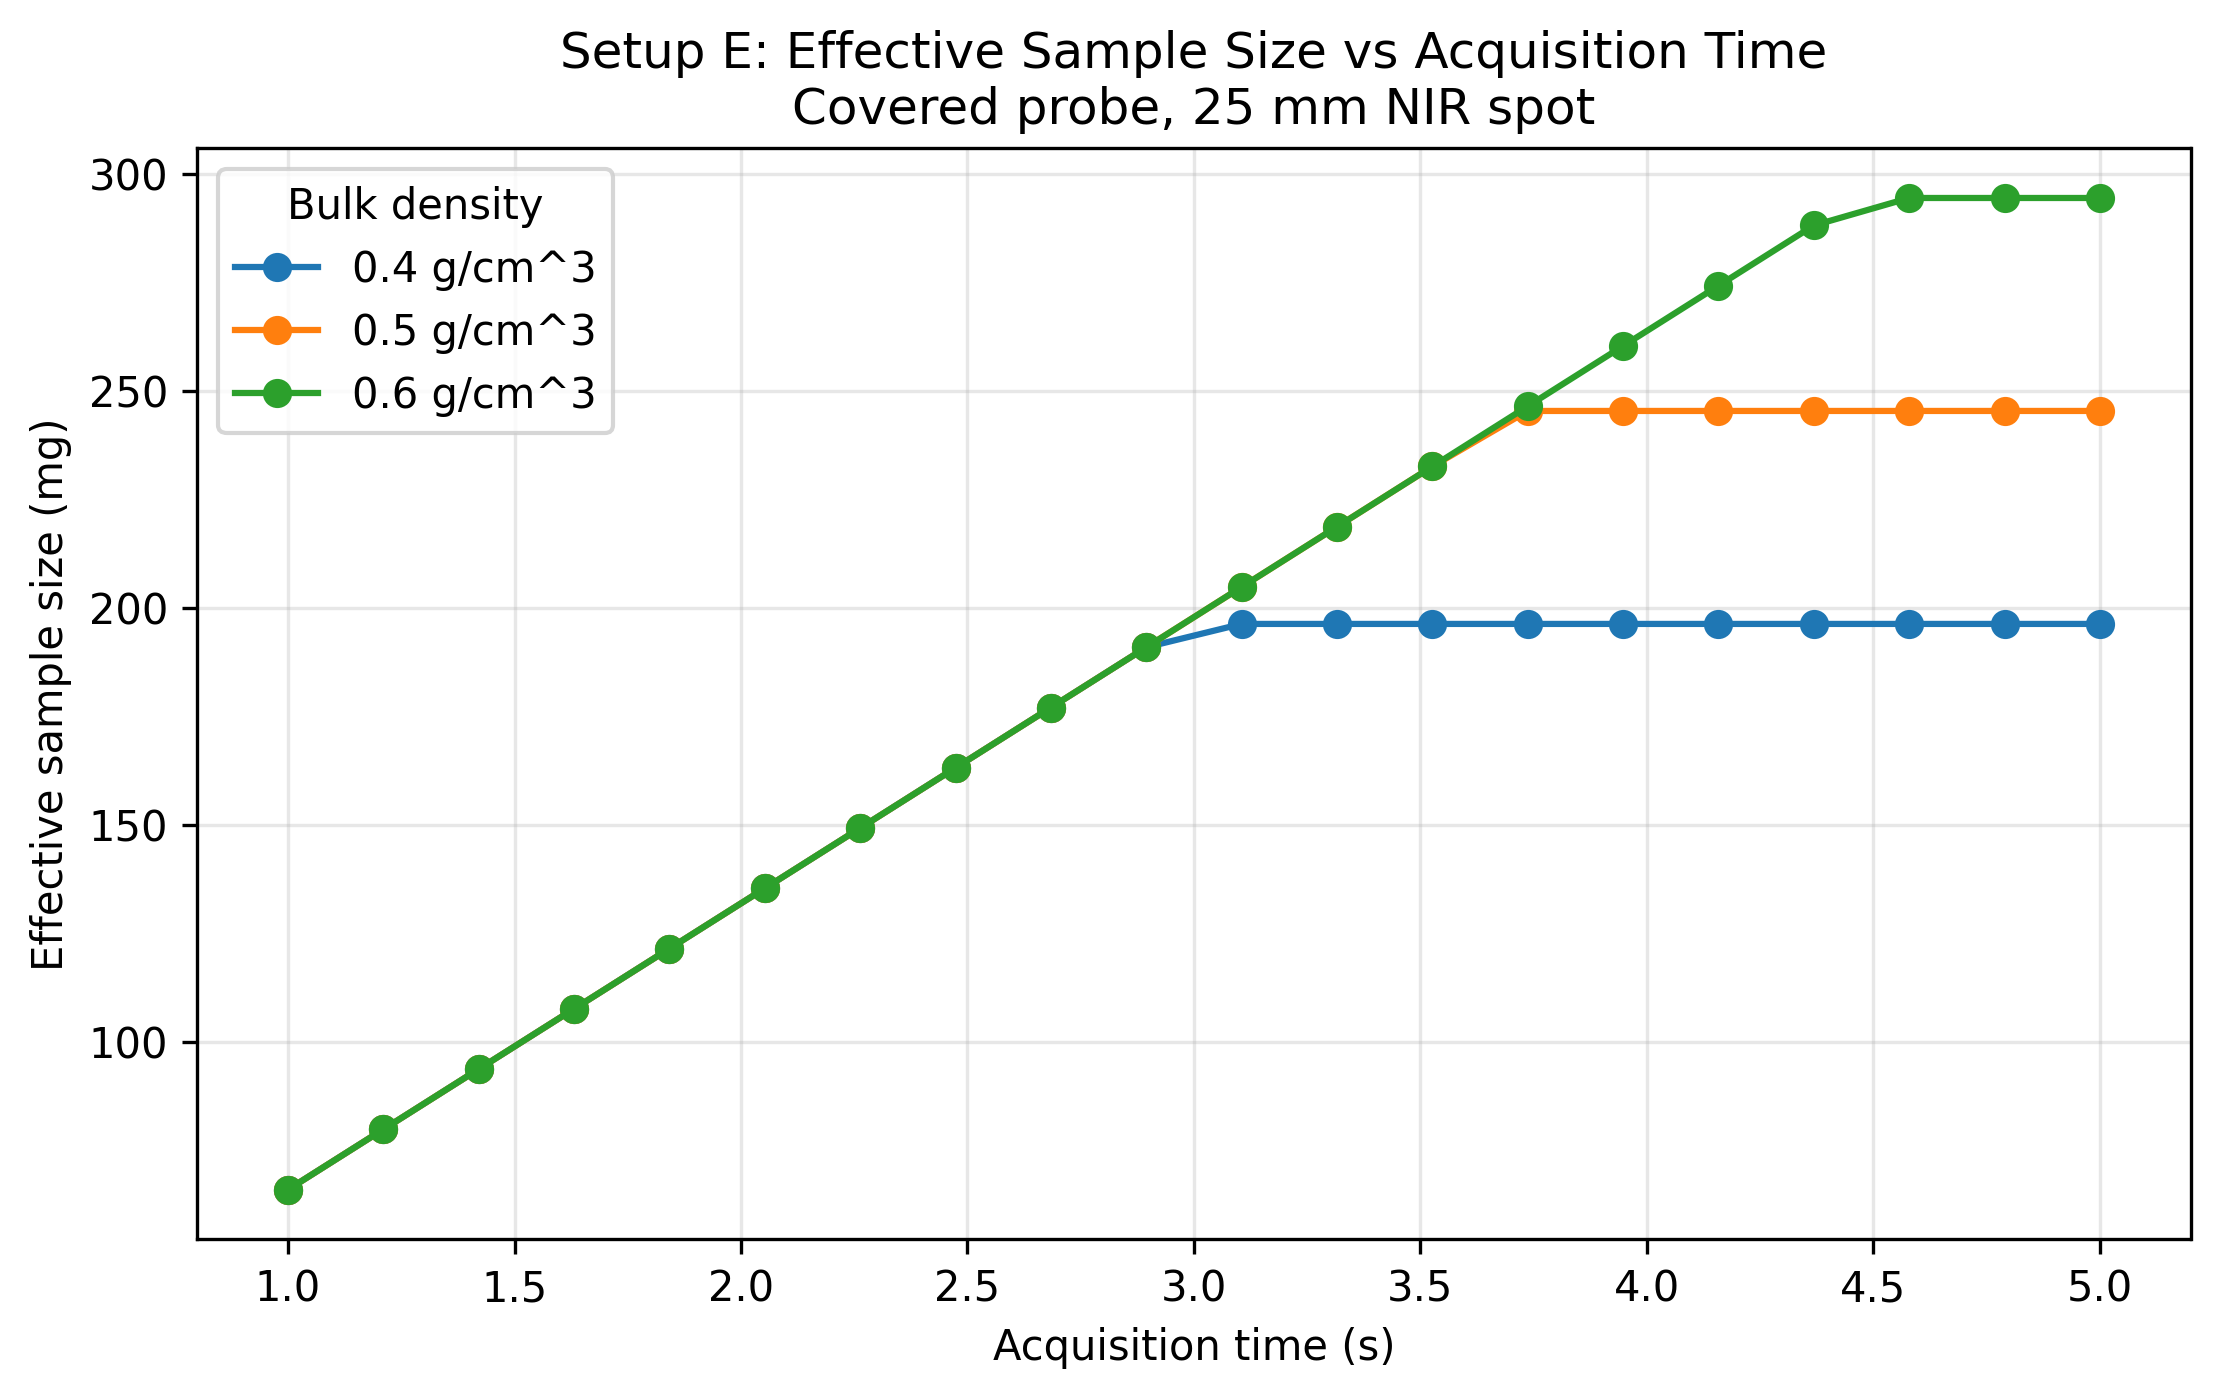 Setup E: Effective Sample Size vs Acquisition Time
Covered probe, 25 mm NIR spot
Bulk density
0.4 g/cm^3
0.5 g/cm^3
0.6 g/cm^3
Effective sample size (mg)
300
250
200
150
100
1.0 1.5 2.0 2.5 3.0 3.5 4.0 4.5 5.0
Acquisition time (s)